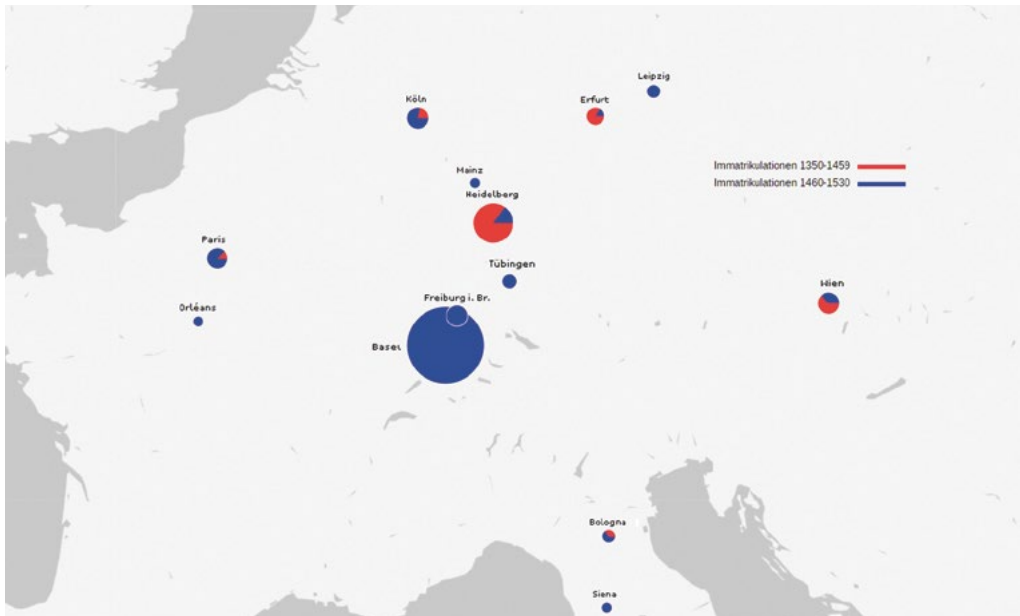 Leipzig
Köln
Erfurt
Immatrikulationen 1350-1459
Mainz
Immatrikulationen 1460-1530
Heidelberg
Paris
Tübingen
Wien
Freiburg i. Br.
Orléans
Basel
Bologna
Siena